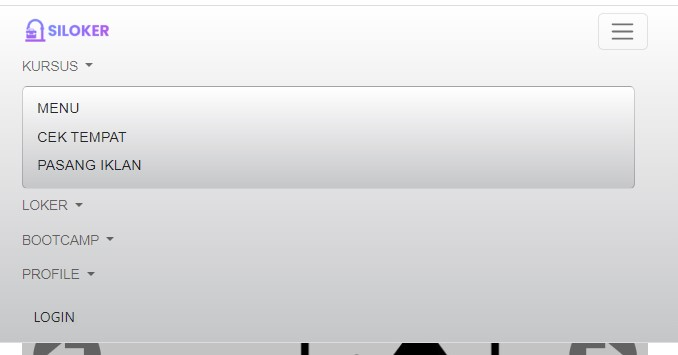 SILOKER
KURSUS
MENU
CEK TEMPAT
PASANG IKLAN
LOKER
BOOTCAMP
PROFILE
LOGIN